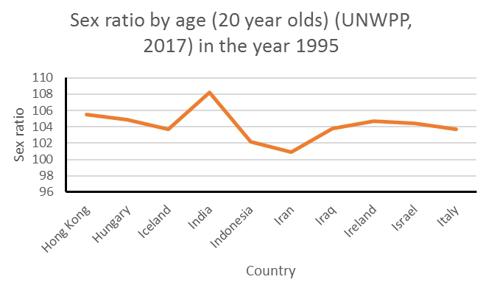 Sex ratio by age (20 year olds) (UNWPP,
2017) in the year 1995
110
108
106
104
102
100
98
96
Sex ratio
Hong Kong
Hungary
Iceland
India
Indonesia
Iran
Iraq
Ireland
Israel
Italy
Country